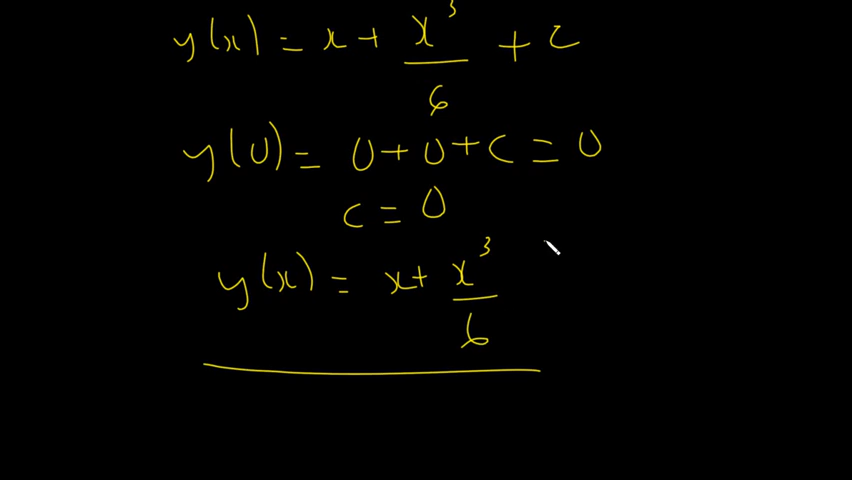 y(x) = x + x³/6 + c
y(0) = 0 + 0 + c = 0
c = 0
y(x) = x + x³/6